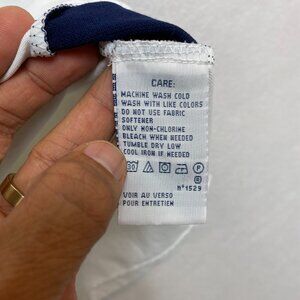 CARE:
MACHINE WASH COLD
WASH WITH LIKE COLORS
DO NOT USE FABRIC
SOFTENER
ONLY NON-CHLORINE
BLEACH WHEN NEEDED
TUMBLE DRY LOW
COOL IRON IF NEEDED
30
P
n°1529
VOIR AU VERSO
POUR ENTRETIEN